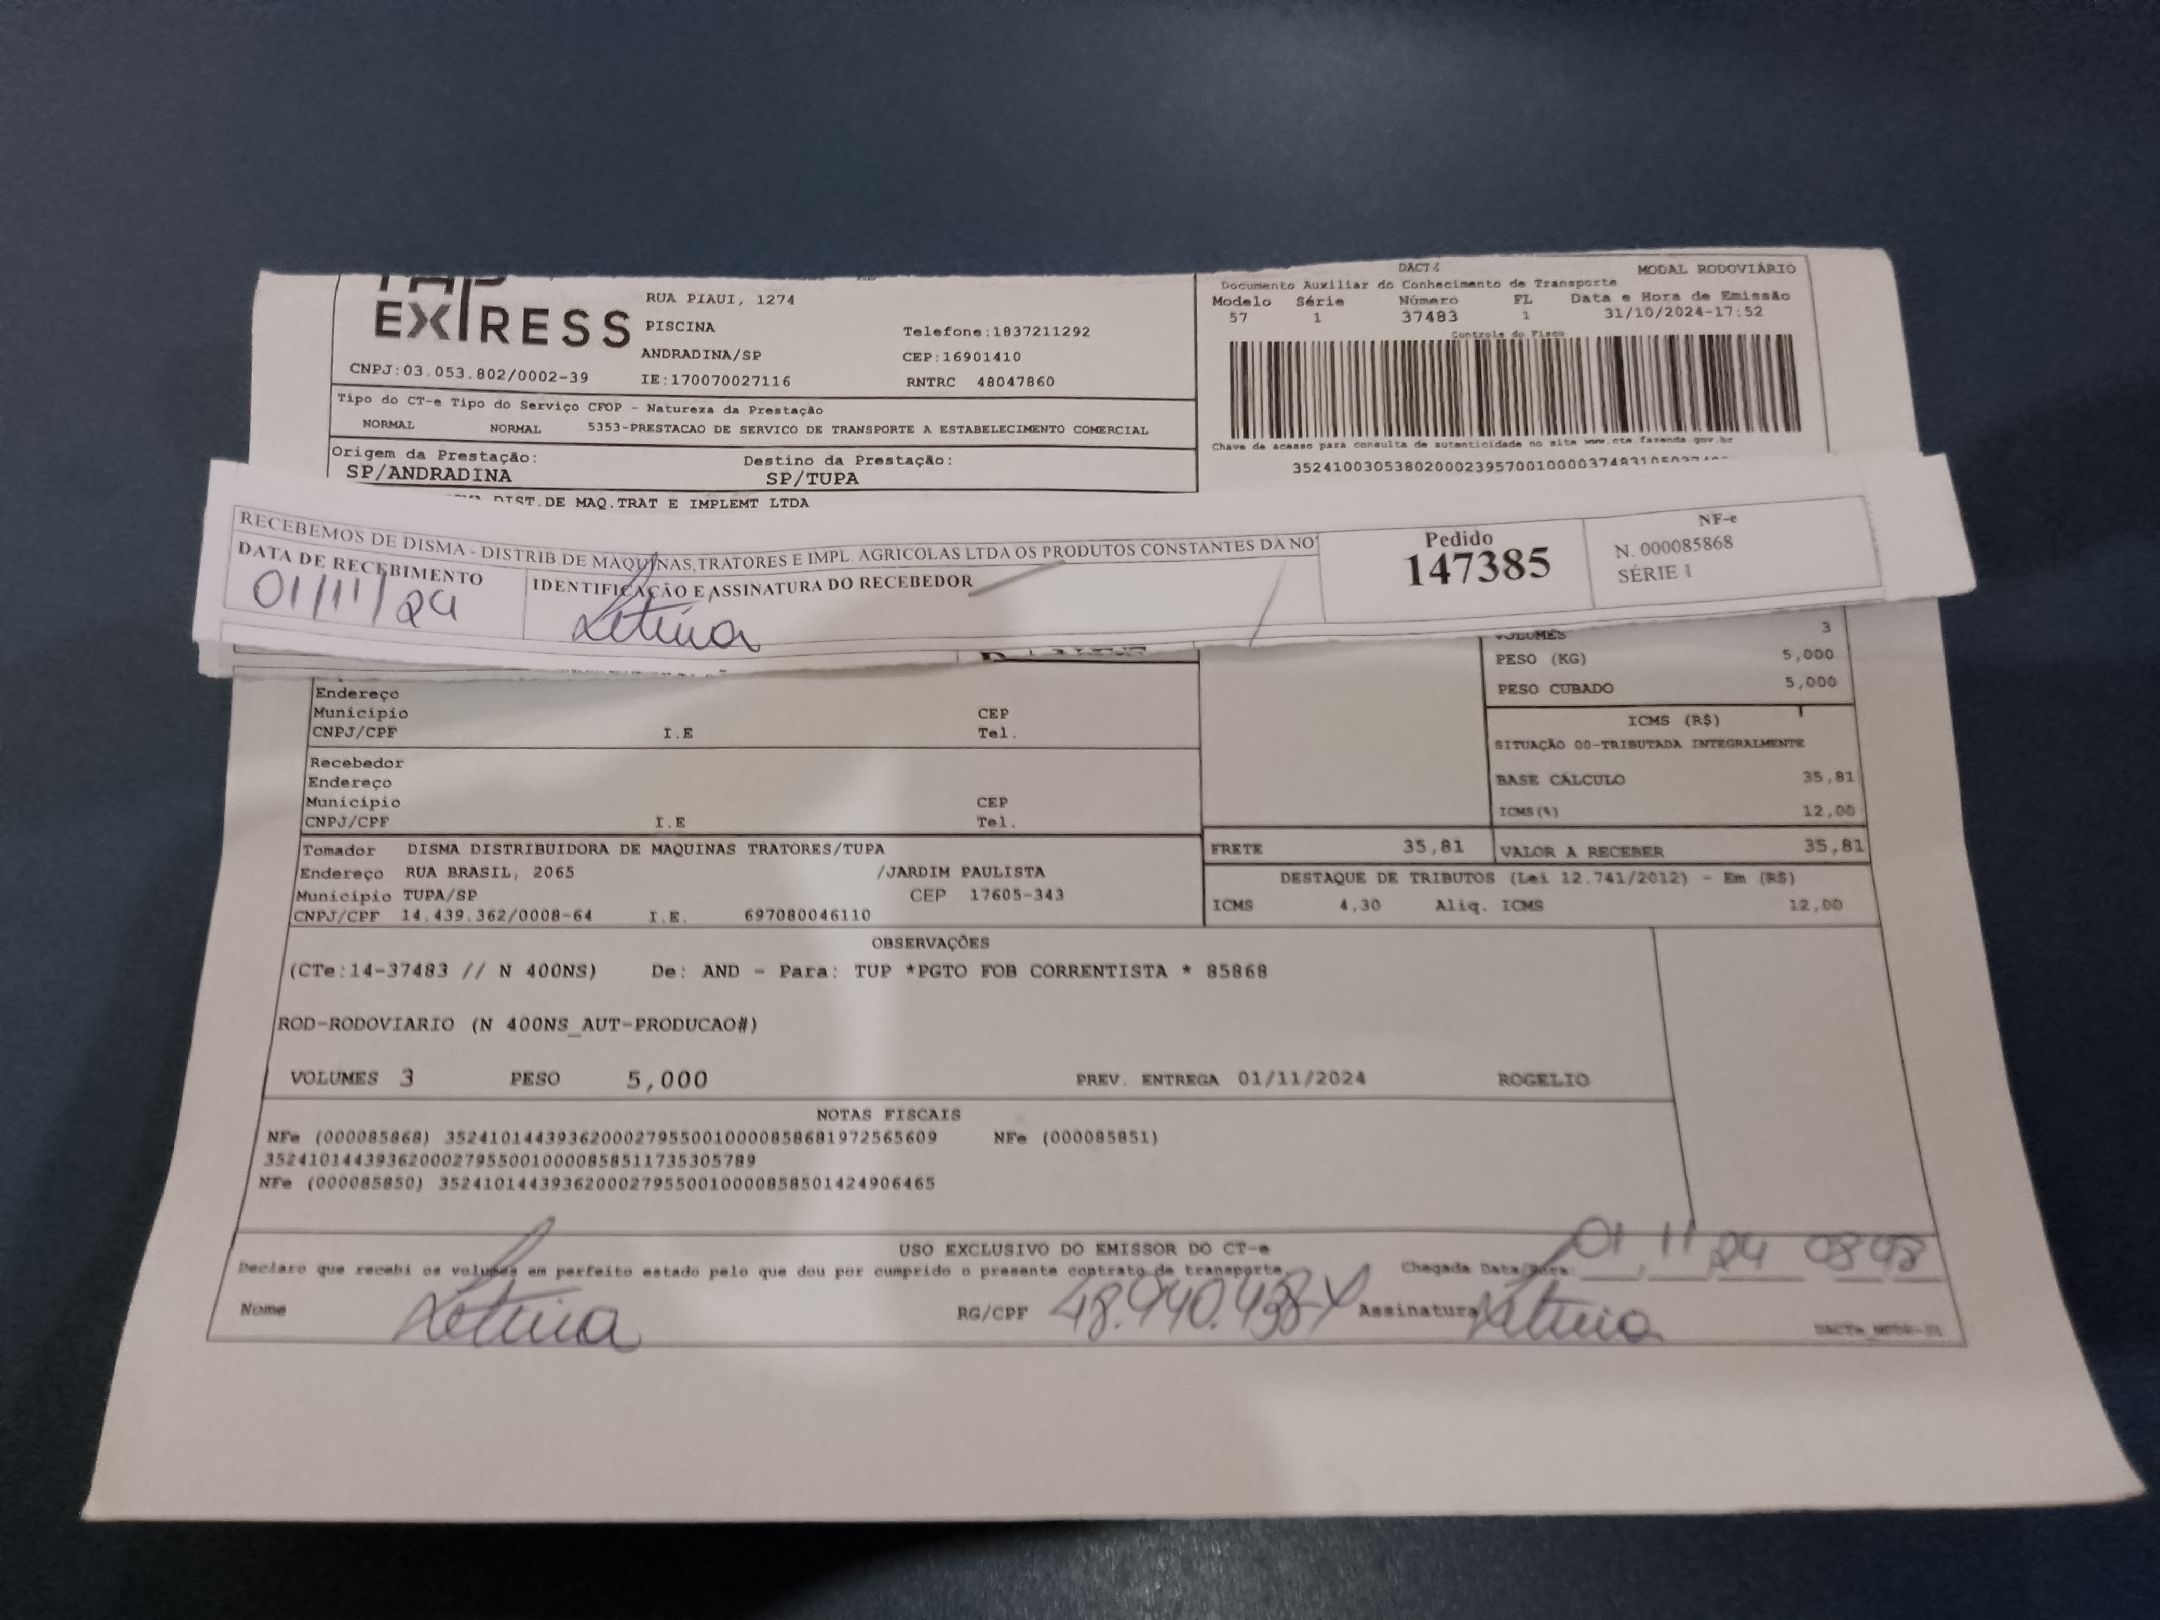 EXPRESS
RUA PIAUI, 1274
PISCINA
Telefone:1837211292
ANDRADINA/SP
CEP:16901410
CNPJ:03.053.802/0002-39
IE:170070027116
RNTRC 48047860
DACTE
MODAL RODOVIÁRIO
Documento Auxiliar do Conhecimento de Transporte
Modelo Série Número FL Data e Hora de Emissão
57 1 37483 1 31/10/2024-17:52
Controle do Fisco
Tipo do CT-e Tipo do Serviço CFOP - Natureza da Prestação
NORMAL NORMAL 5353-PRESTACAO DE SERVICO DE TRANSPORTE A ESTABELECIMENTO COMERCIAL
Chave de acesso para consulta de autenticidade no site www.cte.fazenda.gov.br
Origem da Prestação: Destino da Prestação:
SP/ANDRADINA SP/TUPA
DIST.DE MAQ.TRAT E IMPLEMT LTDA
RECEBEMOS DE DISMA - DISTRIB.DE MAQUINAS,TRATORES E IMPL. AGRICOLAS LTDA OS PRODUTOS CONSTANTES DA NO
DATA DE RECEBIMENTO
01/11/24
IDENTIFICAÇÃO E ASSINATURA DO RECEBEDOR
Letícia
Pedido
147385
NF-e
N. 000085868
SÉRIE 1
VOLUMES 3
PESO (KG) 5,000
PESO CUBADO 5,000
Endereço
Município CEP
CNPJ/CPF I.E Tel.
Recebedor
Endereço
Município CEP
CNPJ/CPF I.E Tel.
ICMS (R$)
SITUAÇÃO 00-TRIBUTADA INTEGRALMENTE
BASE CÁLCULO 35,81
ICMS(%) 12,00
Tomador DISMA DISTRIBUIDORA DE MAQUINAS TRATORES/TUPA
Endereço RUA BRASIL, 2065 /JARDIM PAULISTA
Município TUPA/SP CEP 17605-343
CNPJ/CPF 14.439.362/0008-64 I.E. 697080046110
FRETE 35,81 VALOR A RECEBER 35,81
DESTAQUE DE TRIBUTOS (Lei 12.741/2012) - Em (R$)
ICMS 4,30 Aliq. ICMS 12,00
OBSERVAÇÕES
(CTe:14-37483 // N 400NS) De: AND - Para: TUP *PGTO FOB CORRENTISTA * 85868
ROD-RODOVIARIO (N 400NS_AUT-PRODUCAO#)
VOLUMES 3 PESO 5,000 PREV. ENTREGA 01/11/2024 ROGELIO
NOTAS FISCAIS
NFe (000085868) 35241014439362000279550010000858681972565609 NFe (000085851)
35241014439362000279550010000858511735305789
NFe (000085850) 35241014439362000279550010000858501424906465
USO EXCLUSIVO DO EMISSOR DO CT-e
Declaro que recebi os volumes em perfeito estado pelo que dou por cumprido o presente contrato de transporte
Chegada Data/Hora: 01 11 24
Nome Letícia RG/CPF Assinatura Letícia